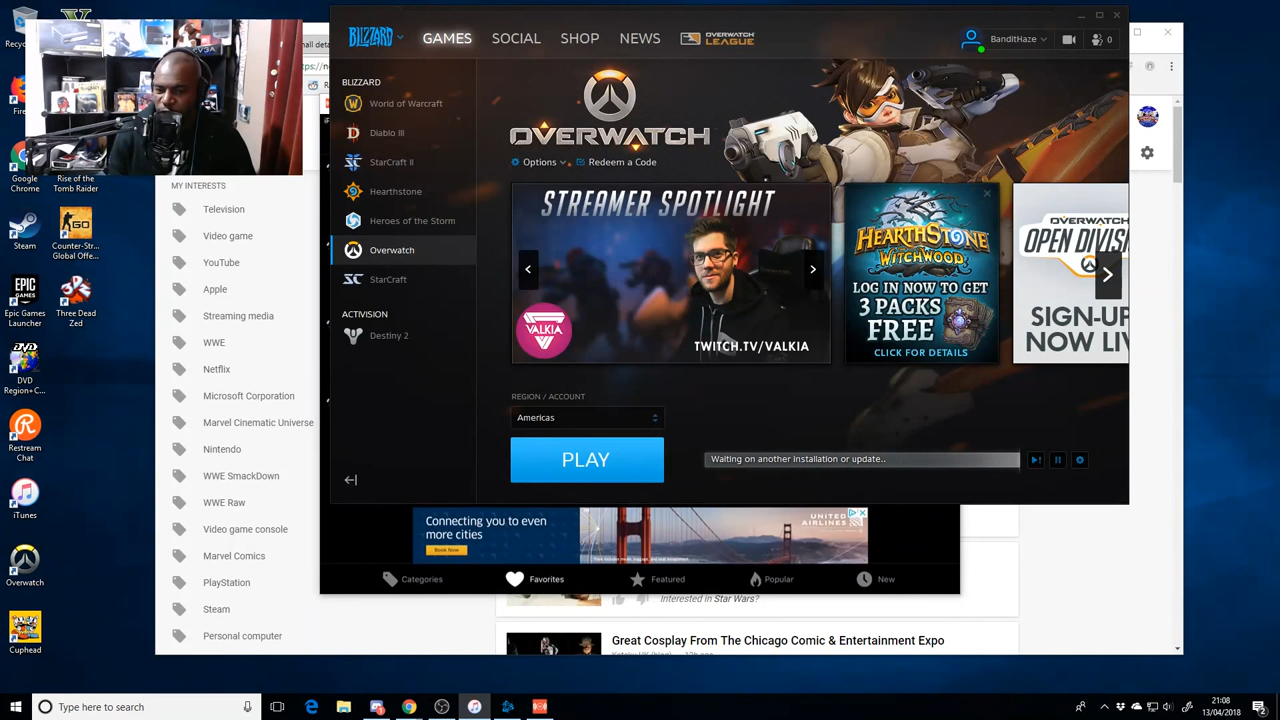 BLIZZARD
GAMES
SOCIAL
SHOP
NEWS
OVERWATCH
LEAGUE
BanditHaze
0
BLIZZARD
World of Warcraft
Diablo III
StarCraft II
Hearthstone
Heroes of the Storm
Overwatch
StarCraft
ACTIVISION
Destiny 2
OVERWATCH
Options
Redeem a Code
STREAMER SPOTLIGHT
VALKIA
TWITCH.TV/VALKIA
HEARTHSTONE
WITCHWOOD
LOG IN NOW TO GET
3 PACKS
FREE
CLICK FOR DETAILS
OVERWATCH
OPEN DIVIS
SIGN-UP
NOW LIV
REGION / ACCOUNT
Americas
PLAY
Waiting on another installation or update..
MY INTERESTS
Television
Video game
YouTube
Apple
Streaming media
WWE
Netflix
Microsoft Corporation
Marvel Cinematic Universe
Nintendo
WWE SmackDown
WWE Raw
Video game console
Marvel Comics
PlayStation
Steam
Personal computer
Connecting you to even
more cities
Book Now
UNITED
AIRLINES
Categories
Favorites
Featured
Popular
New
Interested in Star Wars?
Great Cosplay From The Chicago Comic & Entertainment Expo
Google
Chrome
Rise of the
Tomb Raider
Steam
Counter-Str...
Global Offe...
Epic Games
Launcher
Three Dead
Zed
DVD
Region+C...
Restream
Chat
iTunes
Overwatch
Cuphead
Type here to search
21:08
13/04/2018
2